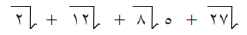 √٢٧ + ٥ √٨ + √١٢ + √٢